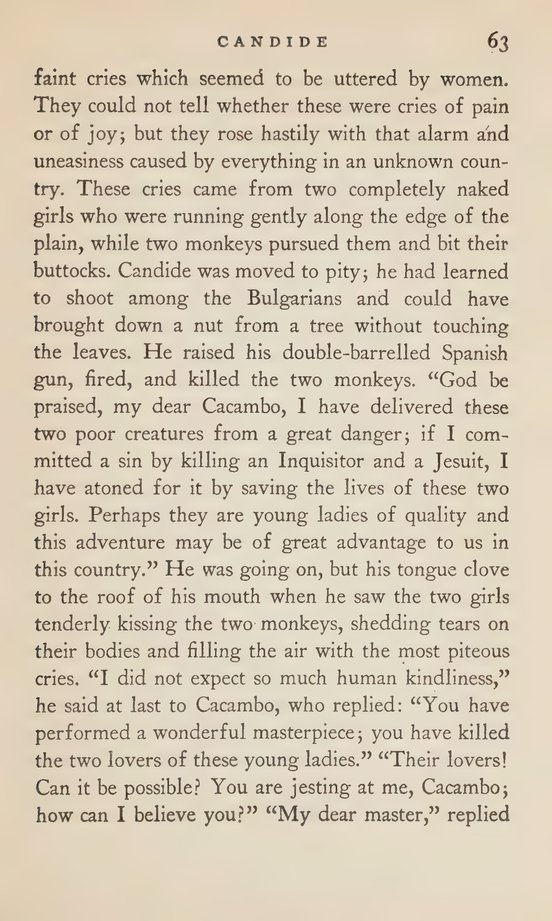 CANDIDE 63
faint cries which seemed to be uttered by women.
They could not tell whether these were cries of pain
or of joy; but they rose hastily with that alarm and
uneasiness caused by everything in an unknown coun-
try. These cries came from two completely naked
girls who were running gently along the edge of the
plain, while two monkeys pursued them and bit their
buttocks. Candide was moved to pity; he had learned
to shoot among the Bulgarians and could have
brought down a nut from a tree without touching
the leaves. He raised his double-barrelled Spanish
gun, fired, and killed the two monkeys. “God be
praised, my dear Cacambo, I have delivered these
two poor creatures from a great danger; if I com-
mitted a sin by killing an Inquisitor and a Jesuit, I
have atoned for it by saving the lives of these two
girls. Perhaps they are young ladies of quality and
this adventure may be of great advantage to us in
this country.” He was going on, but his tongue clove
to the roof of his mouth when he saw the two girls
tenderly kissing the two monkeys, shedding tears on
their bodies and filling the air with the most piteous
cries. “I did not expect so much human kindliness,”
he said at last to Cacambo, who replied: “You have
performed a wonderful masterpiece; you have killed
the two lovers of these young ladies.” “Their lovers!
Can it be possible? You are jesting at me, Cacambo;
how can I believe you?” “My dear master,” replied